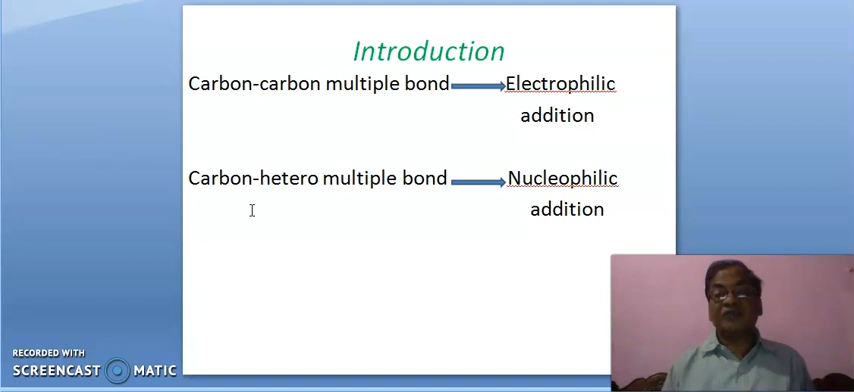 Introduction
Carbon-carbon multiple bond Electrophilic
addition
Carbon-hetero multiple bond Nucleophilic
addition
RECORDED WITH
SCREENCAST MATIC